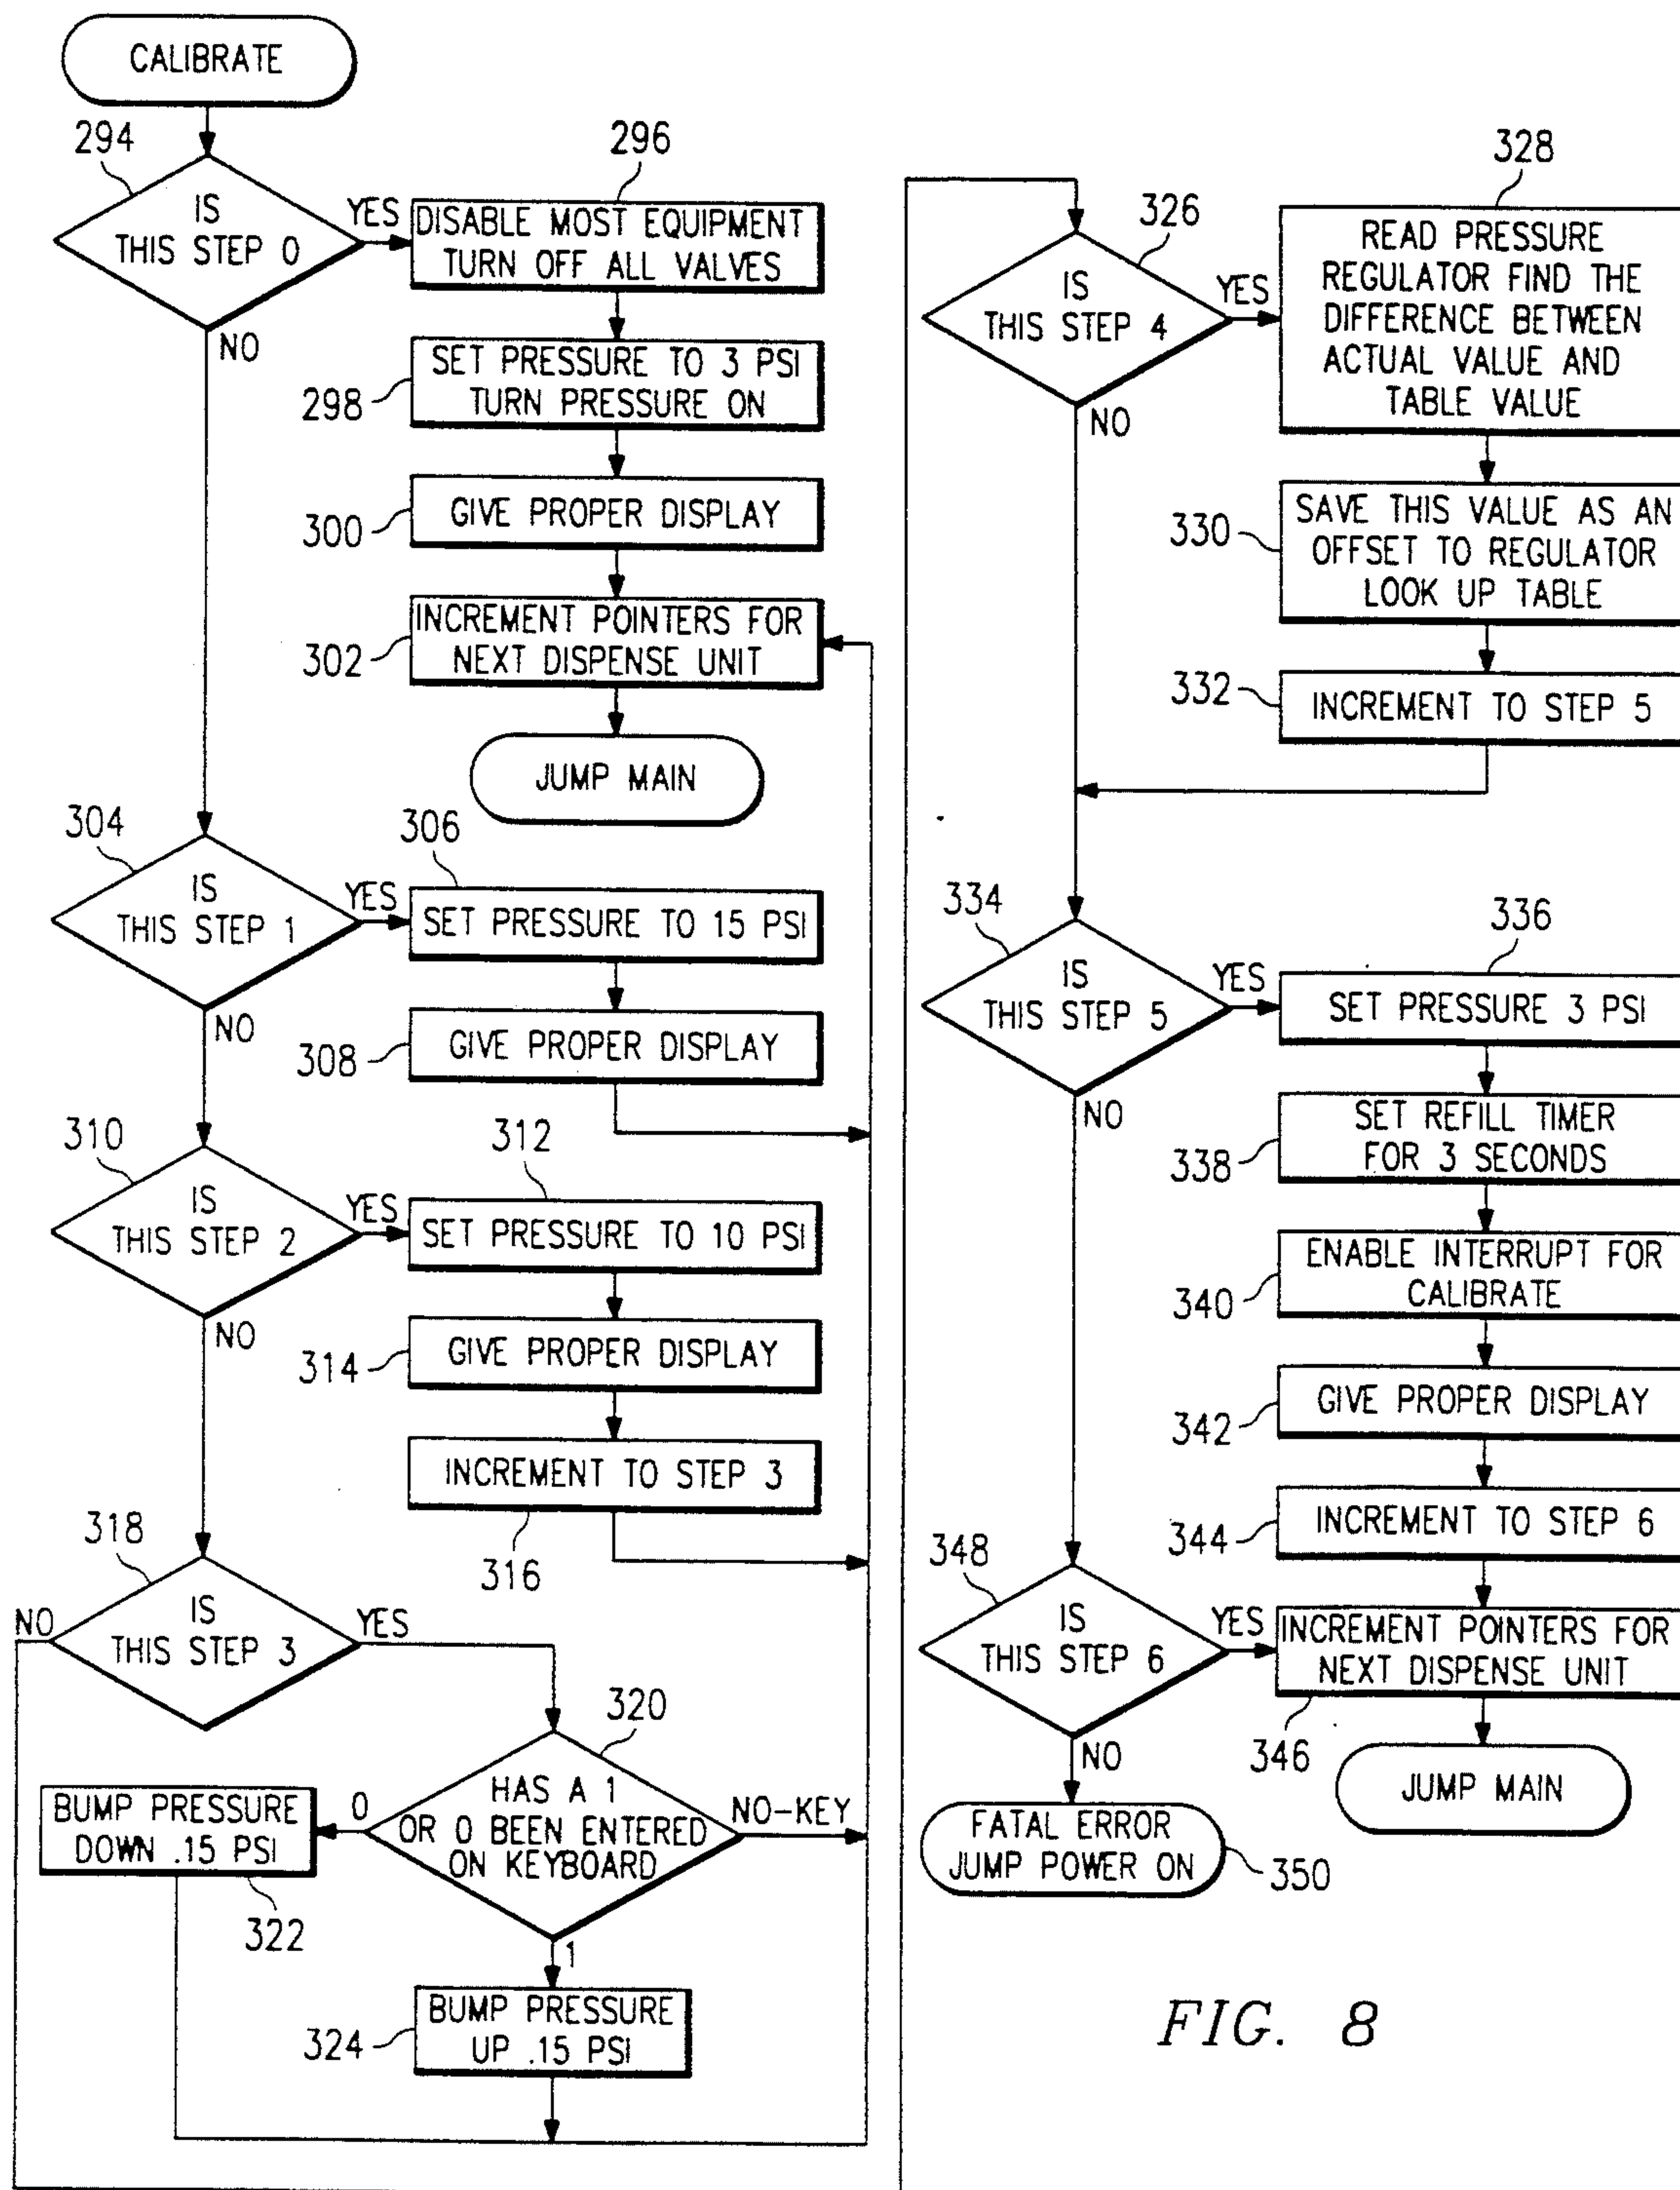 CALIBRATE
294
IS
THIS STEP 0
YES
NO
296
DISABLE MOST EQUIPMENT
TURN OFF ALL VALVES
298
SET PRESSURE TO 3 PSI
TURN PRESSURE ON
300
GIVE PROPER DISPLAY
302
INCREMENT POINTERS FOR
NEXT DISPENSE UNIT
JUMP MAIN
304
IS
THIS STEP 1
YES
NO
306
SET PRESSURE TO 15 PSI
308
GIVE PROPER DISPLAY
310
IS
THIS STEP 2
YES
NO
312
SET PRESSURE TO 10 PSI
314
GIVE PROPER DISPLAY
INCREMENT TO STEP 3
316
318
IS
THIS STEP 3
NO
YES
320
HAS A 1
OR 0 BEEN ENTERED
ON KEYBOARD
0
NO-KEY
1
BUMP PRESSURE
DOWN .15 PSI
322
324
BUMP PRESSURE
UP .15 PSI
326
IS
THIS STEP 4
YES
NO
328
READ PRESSURE
REGULATOR FIND THE
DIFFERENCE BETWEEN
ACTUAL VALUE AND
TABLE VALUE
330
SAVE THIS VALUE AS AN
OFFSET TO REGULATOR
LOOK UP TABLE
332
INCREMENT TO STEP 5
334
IS
THIS STEP 5
YES
NO
336
SET PRESSURE 3 PSI
338
SET REFILL TIMER
FOR 3 SECONDS
340
ENABLE INTERRUPT FOR
CALIBRATE
342
GIVE PROPER DISPLAY
344
INCREMENT TO STEP 6
348
IS
THIS STEP 6
YES
NO
INCREMENT POINTERS FOR
NEXT DISPENSE UNIT
346
JUMP MAIN
FATAL ERROR
JUMP POWER ON
350
FIG. 8